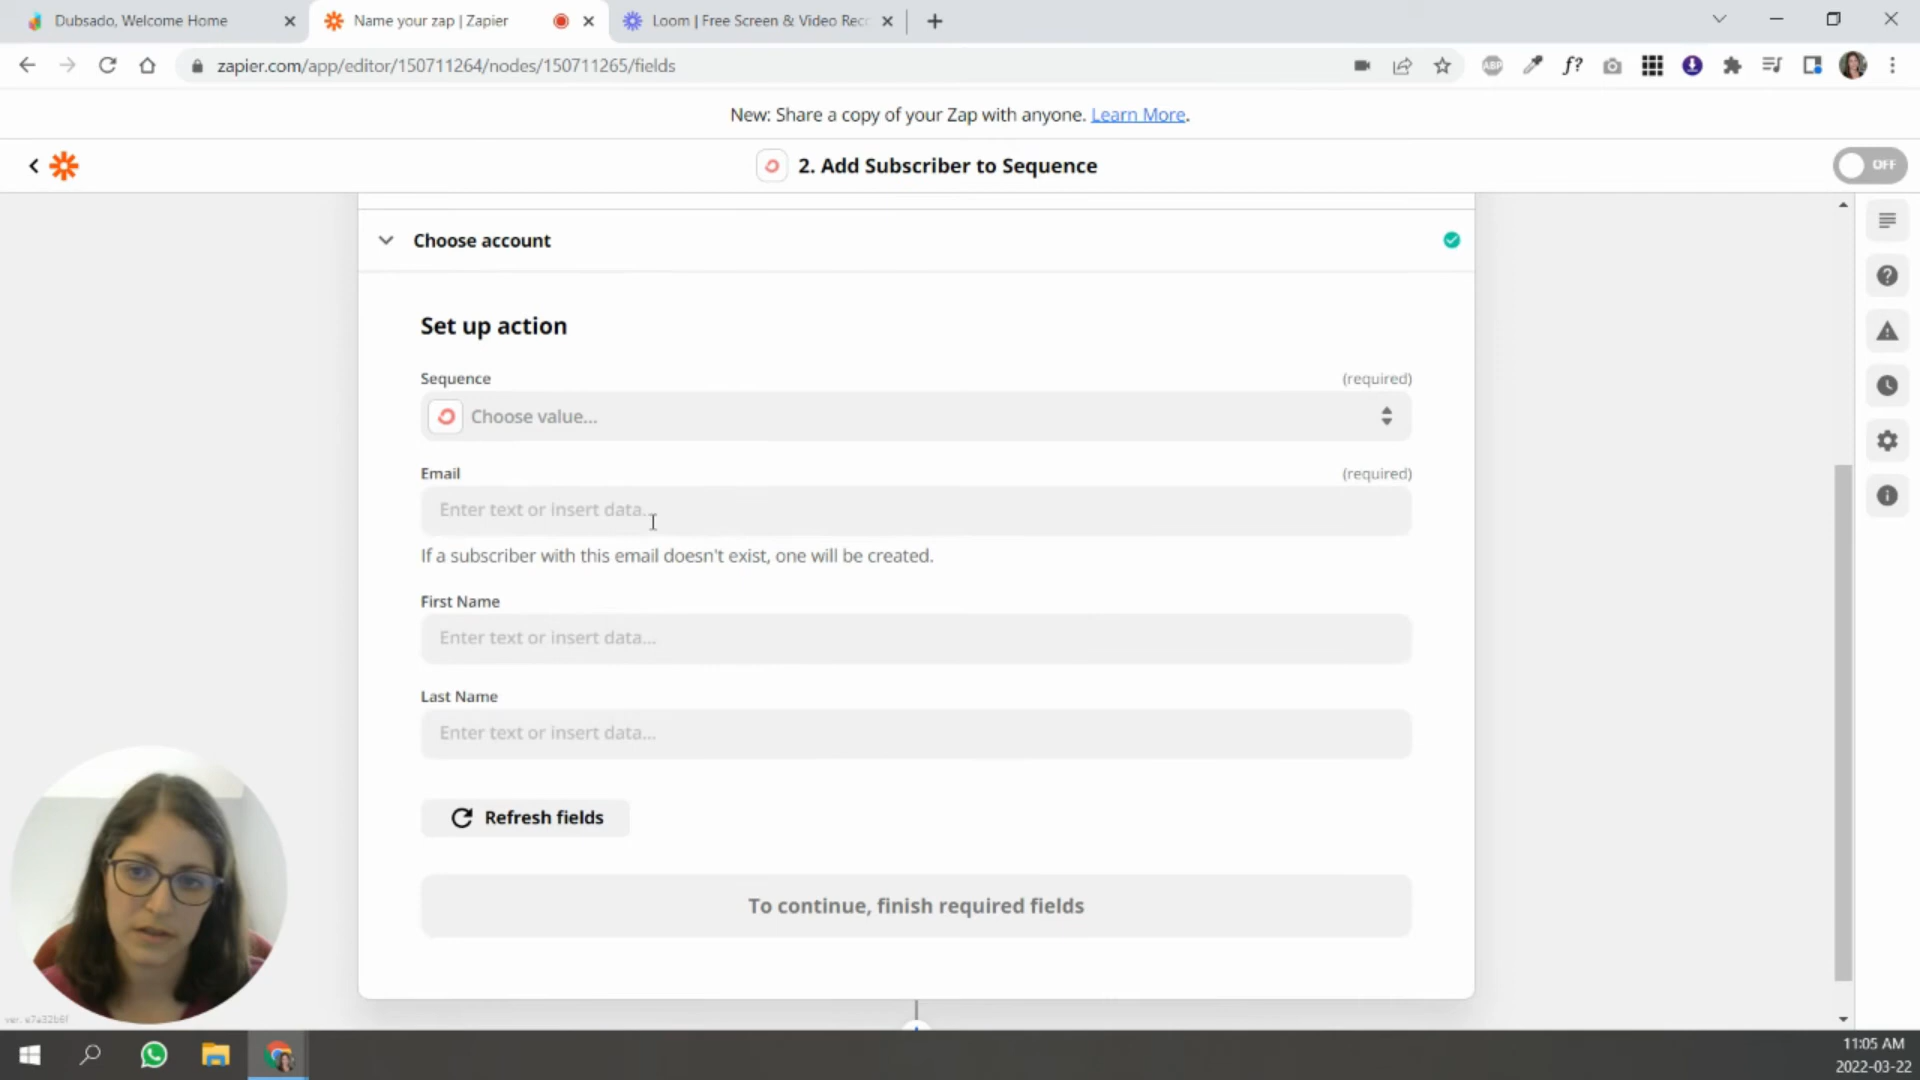 Dubsado, Welcome Home
Name your zap | Zapier
Loom | Free Screen & Video Rec
zapier.com/app/editor/150711264/nodes/150711265/fields
ABP
f?
New: Share a copy of your Zap with anyone. Learn More.
2. Add Subscriber to Sequence
OFF
Choose account
Set up action
Sequence
(required)
Choose value...
Email
(required)
Enter text or insert data...
If a subscriber with this email doesn't exist, one will be created.
First Name
Enter text or insert data...
Last Name
Enter text or insert data...
Refresh fields
To continue, finish required fields
ver. e7a32b6f
11:05 AM
2022-03-22